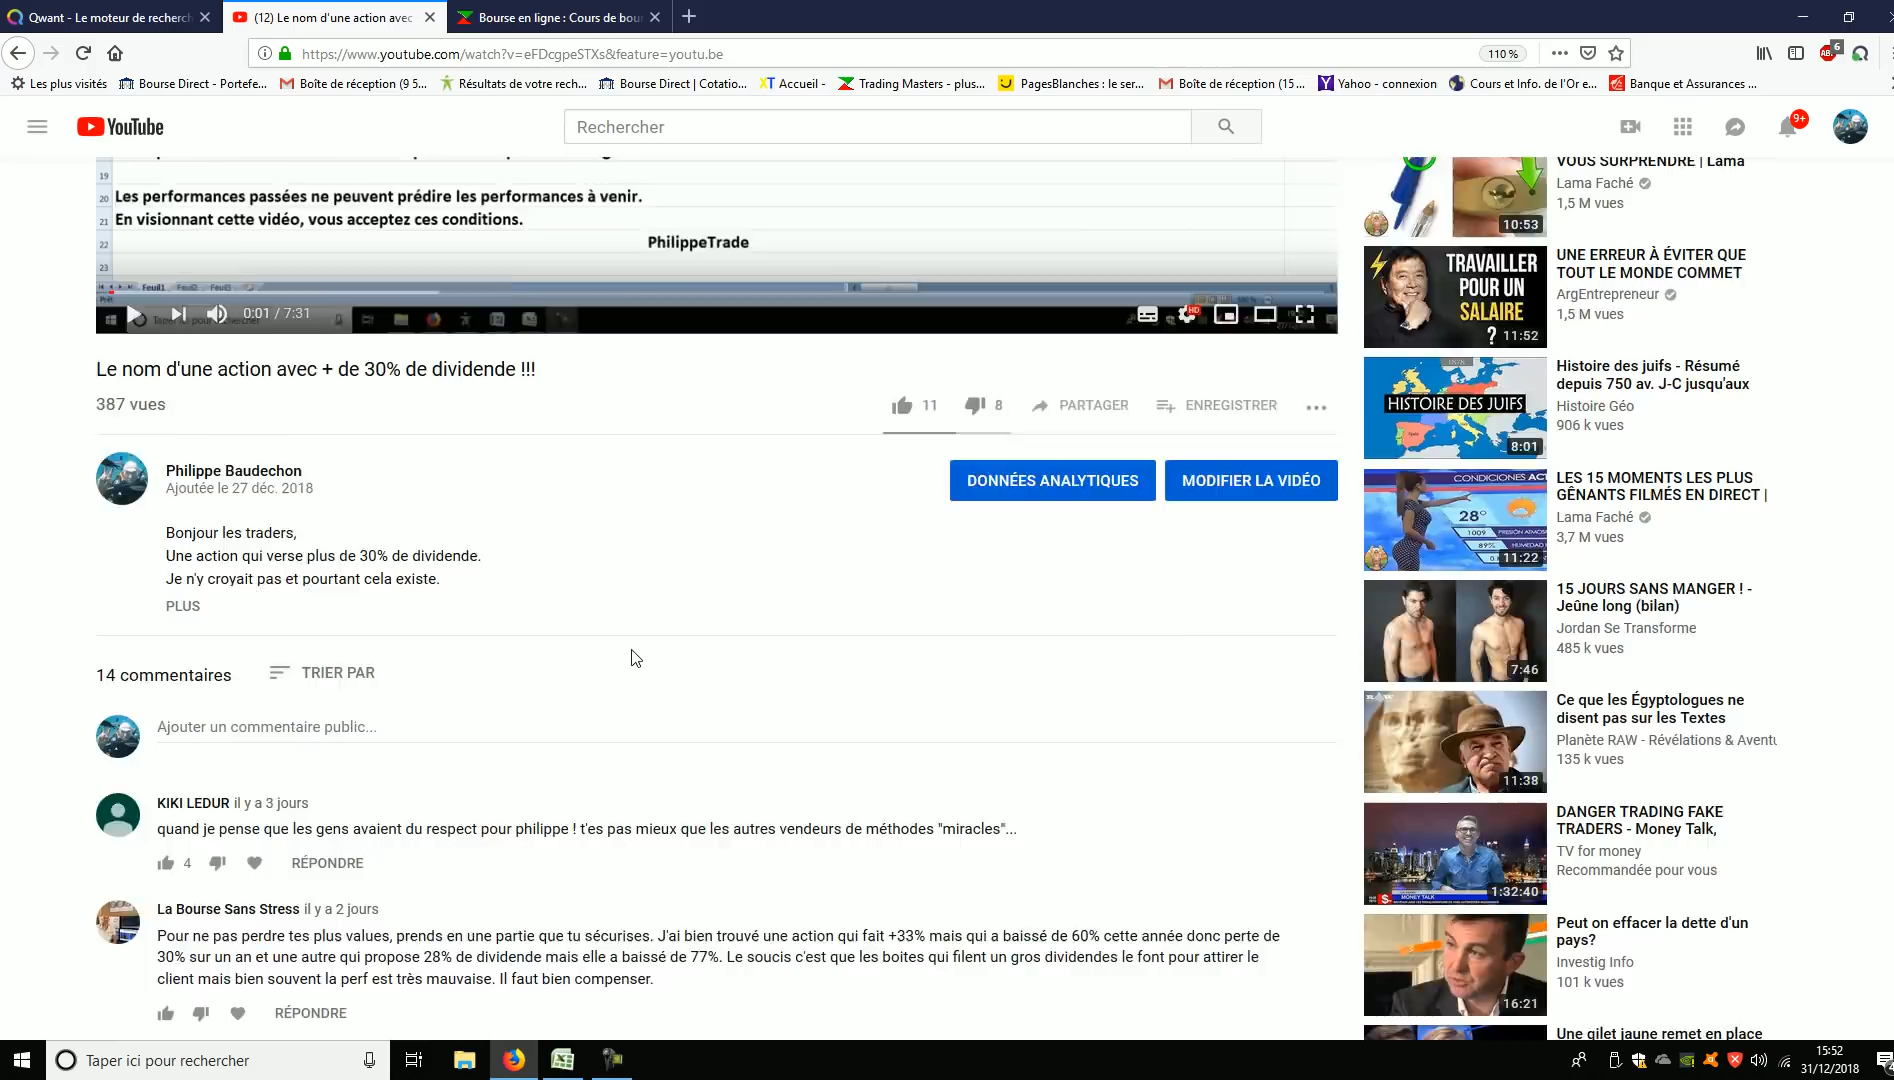 Qwant - Le moteur de recherch
(12) Le nom d'une action avec
Bourse en ligne : Cours de bour
https://www.youtube.com/watch?v=eFDcgpeSTXs&feature=youtu.be
110 %
6
Les plus visités
Bourse Direct - Portefe...
Boîte de réception (9 5...
Résultats de votre rech...
Bourse Direct | Cotatio...
Accueil -
Trading Masters - plus...
PagesBlanches : le ser...
Boîte de réception (15 ...
Yahoo - connexion
Cours et Info. de l'Or e...
Banque et Assurances ...
YouTube
Rechercher
9+
19
20
Les performances passées ne peuvent prédire les performances à venir.
21
En visionnant cette vidéo, vous acceptez ces conditions.
22
PhilippeTrade
23
Feuil1
Feuil2
Feuil3
0:01 / 7:31
HD
Le nom d'une action avec + de 30% de dividende !!!
387 vues
11
8
PARTAGER
ENREGISTRER
Philippe Baudechon
Ajoutée le 27 déc. 2018
DONNÉES ANALYTIQUES
MODIFIER LA VIDÉO
Bonjour les traders,
Une action qui verse plus de 30% de dividende.
Je n'y croyait pas et pourtant cela existe.
PLUS
14 commentaires
TRIER PAR
Ajouter un commentaire public...
KIKI LEDUR il y a 3 jours
quand je pense que les gens avaient du respect pour philippe ! t'es pas mieux que les autres vendeurs de méthodes "miracles"...
4
RÉPONDRE
La Bourse Sans Stress il y a 2 jours
Pour ne pas perdre tes plus values, prends en une partie que tu sécurises. J'ai bien trouvé une action qui fait +33% mais qui a baissé de 60% cette année donc perte de
30% sur un an et une autre qui propose 28% de dividende mais elle a baissé de 77%. Le soucis c'est que les boites qui filent un gros dividendes le font pour attirer le
client mais bien souvent la perf est très mauvaise. Il faut bien compenser.
RÉPONDRE
VOUS SURPRENDRE | Lama
Lama Faché
1,5 M vues
10:53
TRAVAILLER
POUR UN
SALAIRE
?
11:52
UNE ERREUR À ÉVITER QUE
TOUT LE MONDE COMMET
ArgEntrepreneur
1,5 M vues
1878
HISTOIRE DES JUIFS
8:01
Histoire des juifs - Résumé
depuis 750 av. J-C jusqu'aux
Histoire Géo
906 k vues
CONDICIONES ACT
28°
1009
89%
11:22
LES 15 MOMENTS LES PLUS
GÊNANTS FILMÉS EN DIRECT |
Lama Faché
3,7 M vues
7:46
15 JOURS SANS MANGER ! -
Jeûne long (bilan)
Jordan Se Transforme
485 k vues
RAW
11:38
Ce que les Égyptologues ne
disent pas sur les Textes
Planète RAW - Révélations & Aventu
135 k vues
MONEY TALK
1:32:40
DANGER TRADING FAKE
TRADERS - Money Talk,
TV for money
Recommandée pour vous
16:21
Peut on effacer la dette d'un
pays?
Investig Info
101 k vues
Une gilet jaune remet en place
Taper ici pour rechercher
15:52
31/12/2018